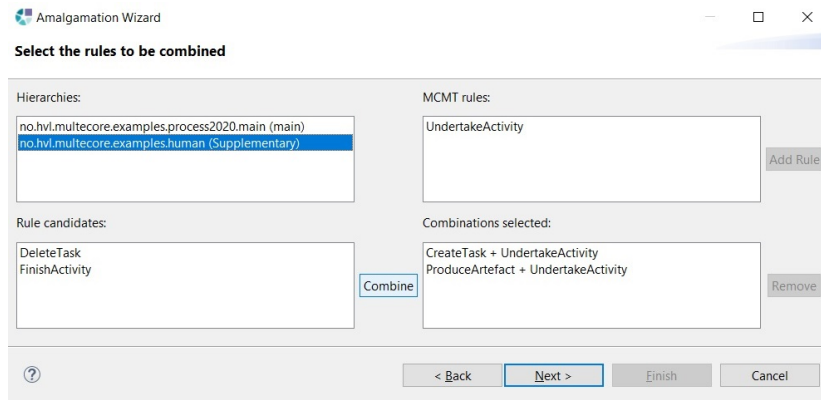 Amalgamation Wizard
Select the rules to be combined
Hierarchies:
MCMT rules:
no.hvl.multecore.examples.process2020.main (main)
no.hvl.multecore.examples.human (Supplementary)
UndertakeActivity
Add Rule
Rule candidates:
Combinations selected:
DeleteTask
FinishActivity
Combine
CreateTask + UndertakeActivity
ProduceArtefact + UndertakeActivity
Remove
?
< Back
Next >
Finish
Cancel